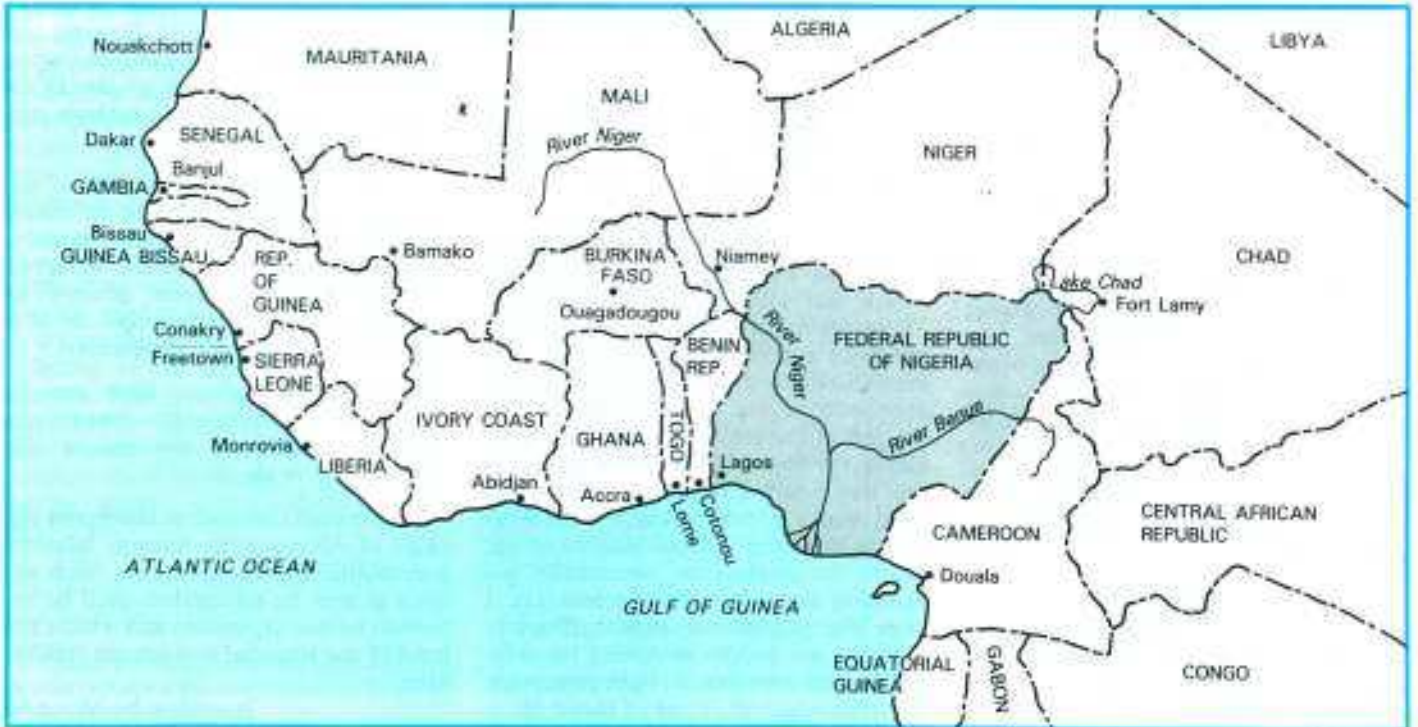 Nouakchott
MAURITANIA
ALGERIA
LIBYA
MALI
Dakar
SENEGAL
River Niger
NIGER
Banjul
GAMBIA
Bissau
GUINEA BISSAU
REP.
OF
GUINEA
Bamako
BURKINA
FASO
Ouagadougou
Niamey
CHAD
Lake Chad
Fort Lamy
Conakry
Freetown
SIERRA
LEONE
BENIN
REP.
River Niger
FEDERAL REPUBLIC
OF NIGERIA
IVORY COAST
GHANA
TOGO
River Benue
Monrovia
LIBERIA
Abidjan
Accra
Lome
Cotonou
Lagos
CAMEROON
CENTRAL AFRICAN
REPUBLIC
ATLANTIC OCEAN
GULF OF GUINEA
Douala
EQUATORIAL
GUINEA
GABON
CONGO